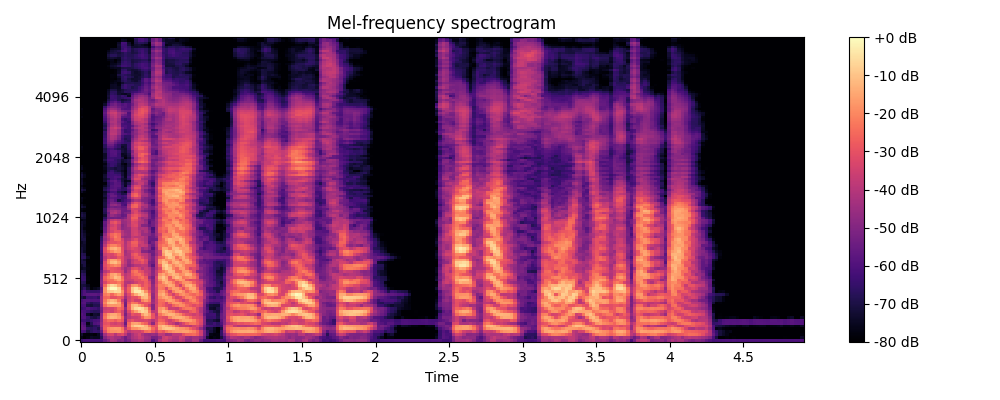 Mel-frequency spectrogram
Hz
4096
2048
1024
512
0
0 0.5 1 1.5 2 2.5 3 3.5 4 4.5
Time
+0 dB
-10 dB
-20 dB
-30 dB
-40 dB
-50 dB
-60 dB
-70 dB
-80 dB